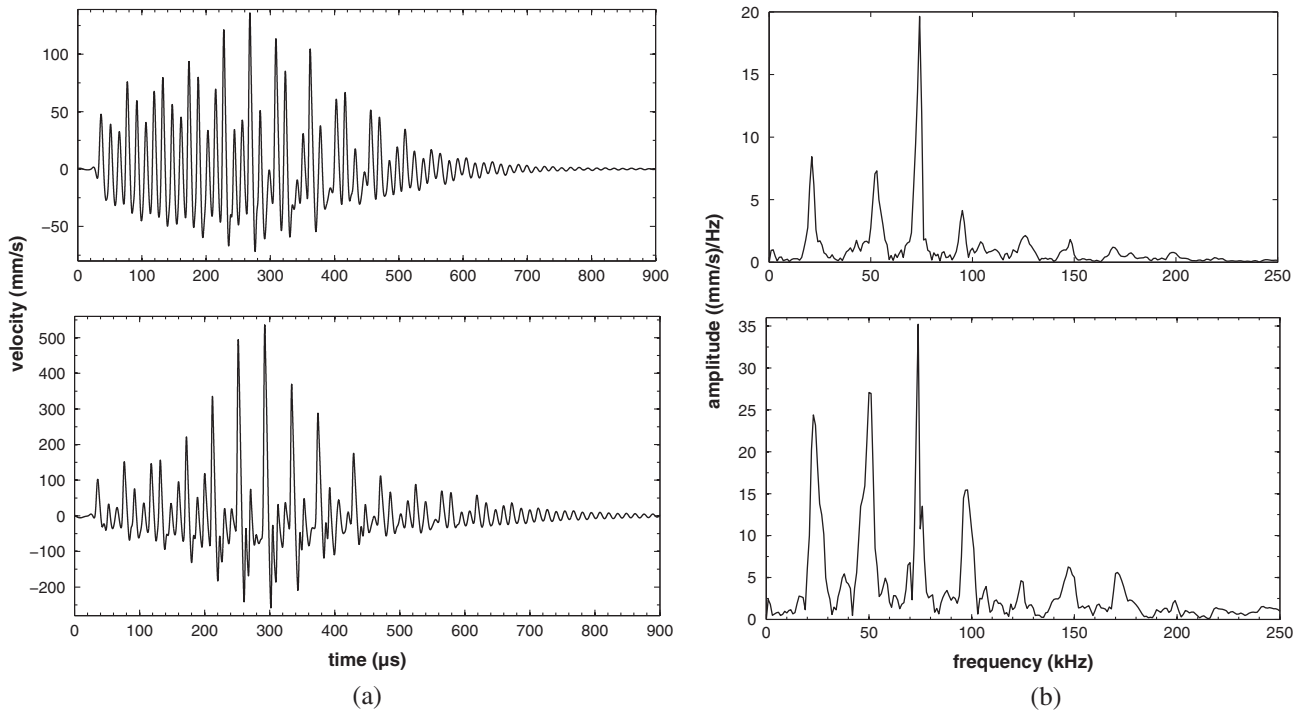 velocity (mm/s)
100
50
0
−50
0 100 200 300 400 500 600 700 800 900
500
400
300
200
100
0
−100
−200
0 100 200 300 400 500 600 700 800 900
time (µs)
(a)
amplitude ((mm/s)/Hz)
20
15
10
5
0
0 50 100 150 200 250
35
30
25
20
15
10
5
0
0 50 100 150 200 250
frequency (kHz)
(b)